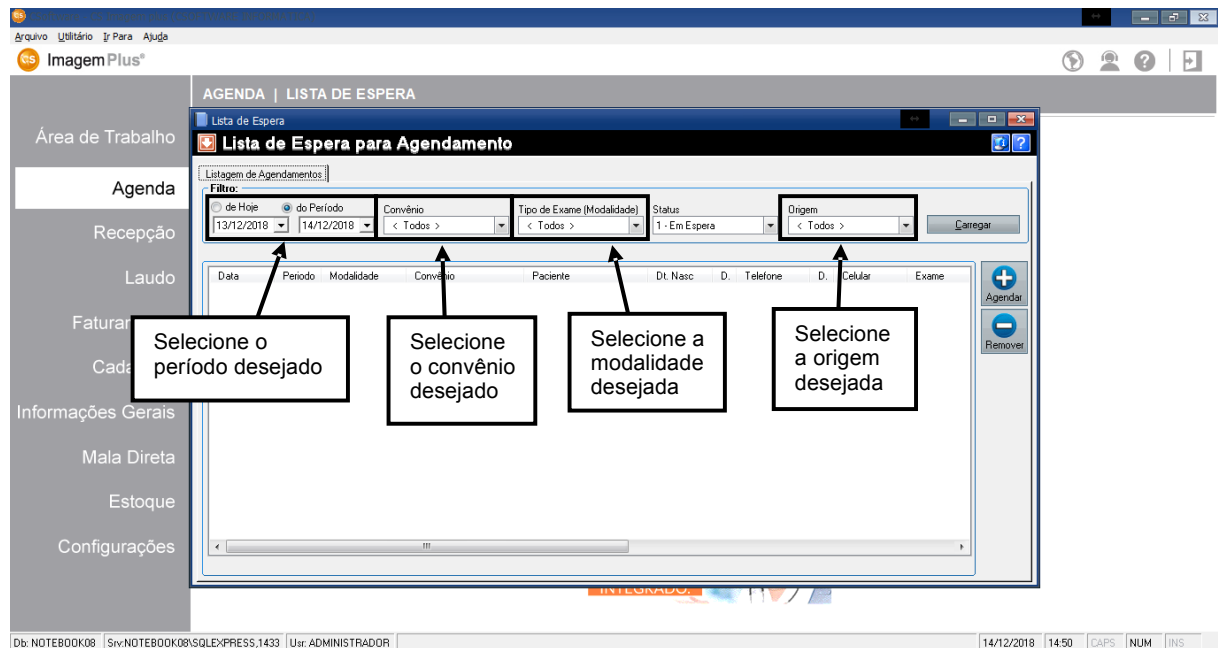 Arquivo Utilitário Ir Para Ajuda
CIS ImagemPlus®
AGENDA | LISTA DE ESPERA
Área de Trabalho
Agenda
Recepção
Laudo
Informações Gerais
Mala Direta
Estoque
Configurações
Lista de Espera
Lista de Espera para Agendamento
Listagem de Agendamentos
Filtro:
de Hoje do Período Convênio Tipo de Exame (Modalidade) Status Origem
13/12/2018 14/12/2018 < Todos > < Todos > 1 - Em Espera < Todos > Carregar
Data Periodo Modalidade Convênio Paciente Dt. Nasc D. Telefone D. Celular Exame
Agendar
Remover
Selecione o
período desejado
Selecione
o convênio
desejado
Selecione a
modalidade
desejada
Selecione
a origem
desejada
INTEGRADO.
Db: NOTEBOOK08 Srv:NOTEBOOK08\SQLEXPRESS,1433 Usr: ADMINISTRADOR 14/12/2018 14:50 CAPS NUM INS